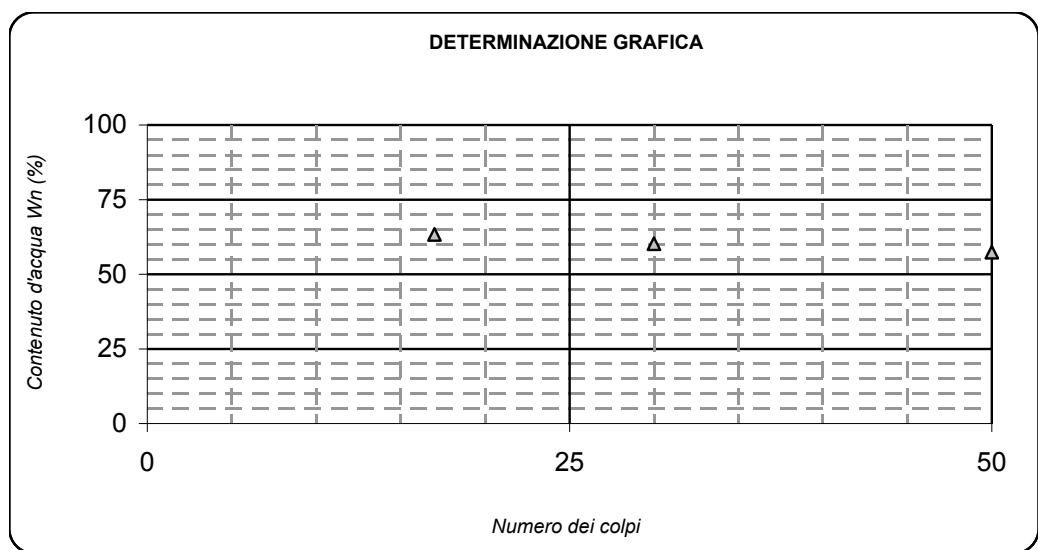 DETERMINAZIONE GRAFICA
Contenuto d'acqua Wn (%)
100
75
50
25
0
0 25 50
Numero dei colpi